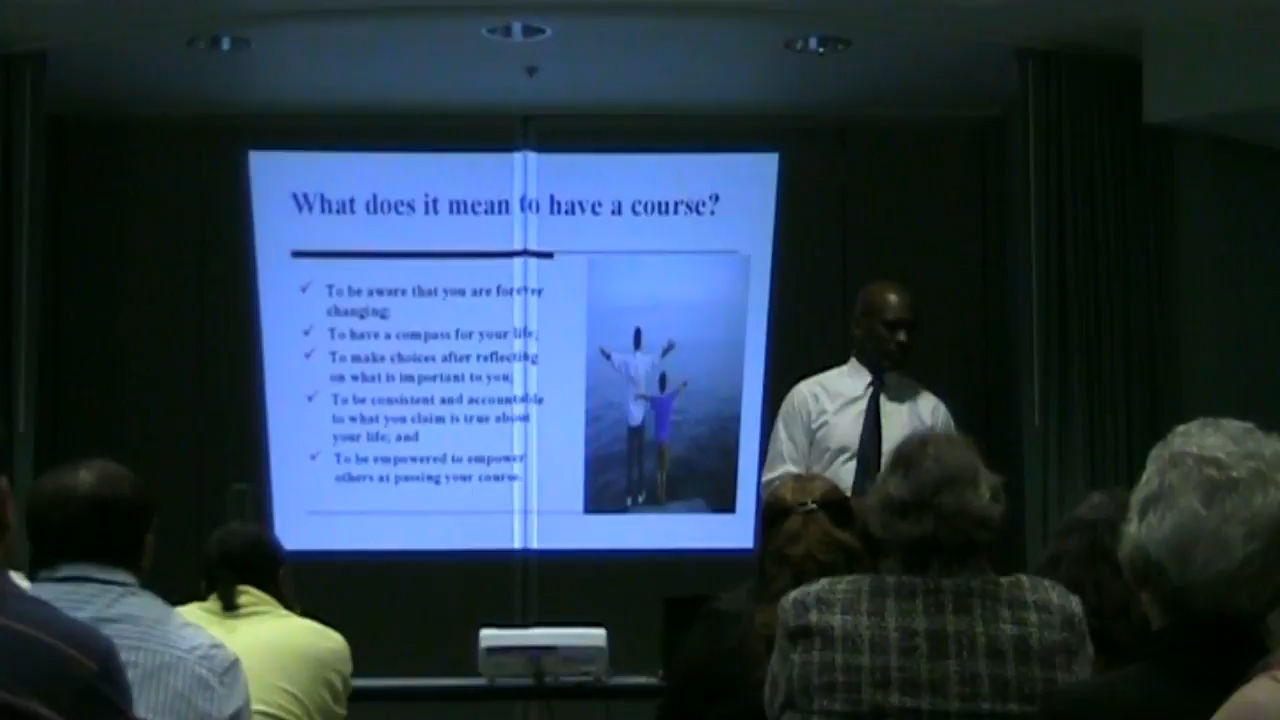 What does it mean to have a course?
To be aware that you are forever
changing;
To have a compass for your life;
To make choices after reflecting
on what is important to you;
To be consistent and accountable
to what you claim is true about
your life; and
To be empowered to empower
others at passing your course.